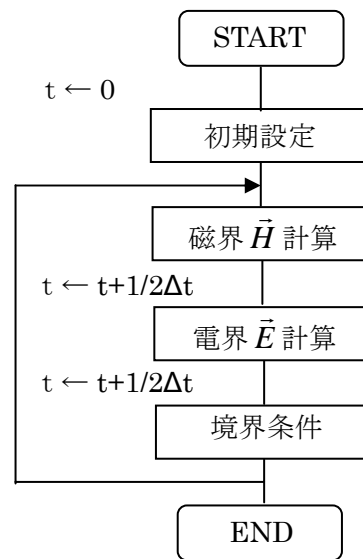 START
t ← 0
初期設定
磁界 H⃗ 計算
t ← t+1/2Δt
電界 E⃗ 計算
t ← t+1/2Δt
境界条件
END